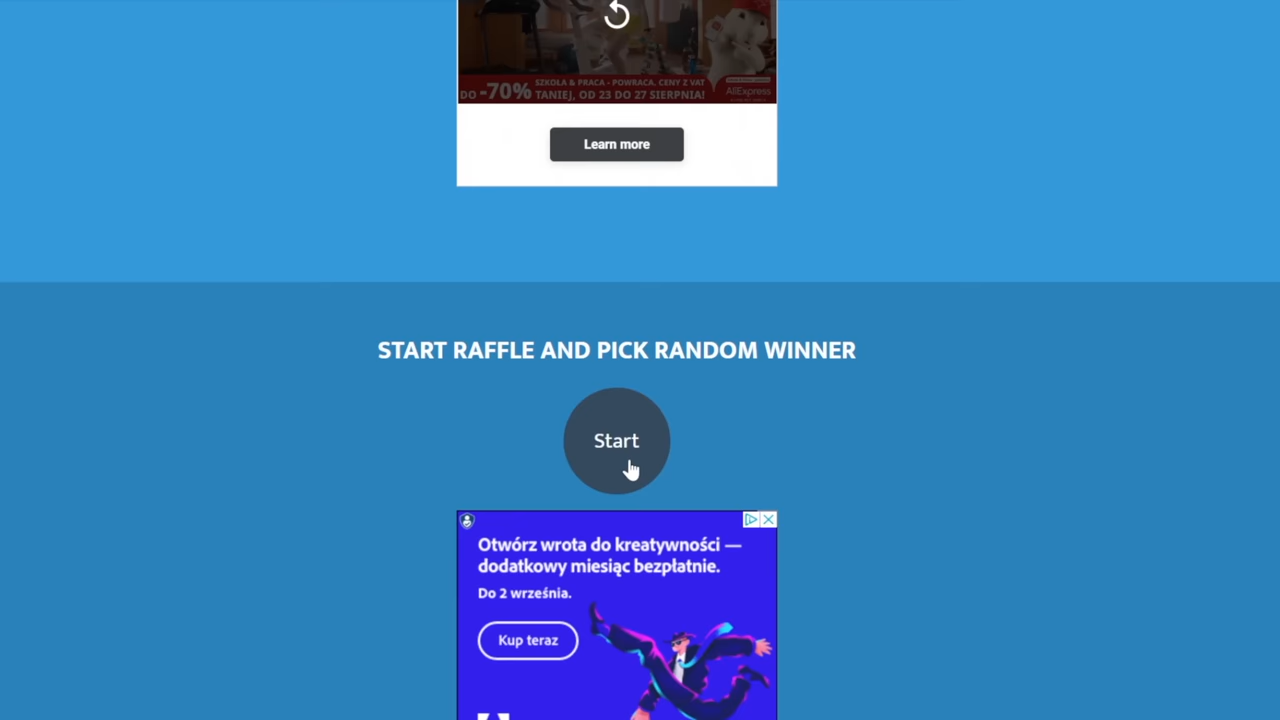 DO -70% SZKOŁA & PRACA - POWRACA. CENY Z VAT
TANIEJ, OD 23 DO 27 SIERPNIA!
AliExpress
Learn more
START RAFFLE AND PICK RANDOM WINNER
Start
Otwórz wrota do kreatywności —
dodatkowy miesiąc bezpłatnie.
Do 2 września.
Kup teraz